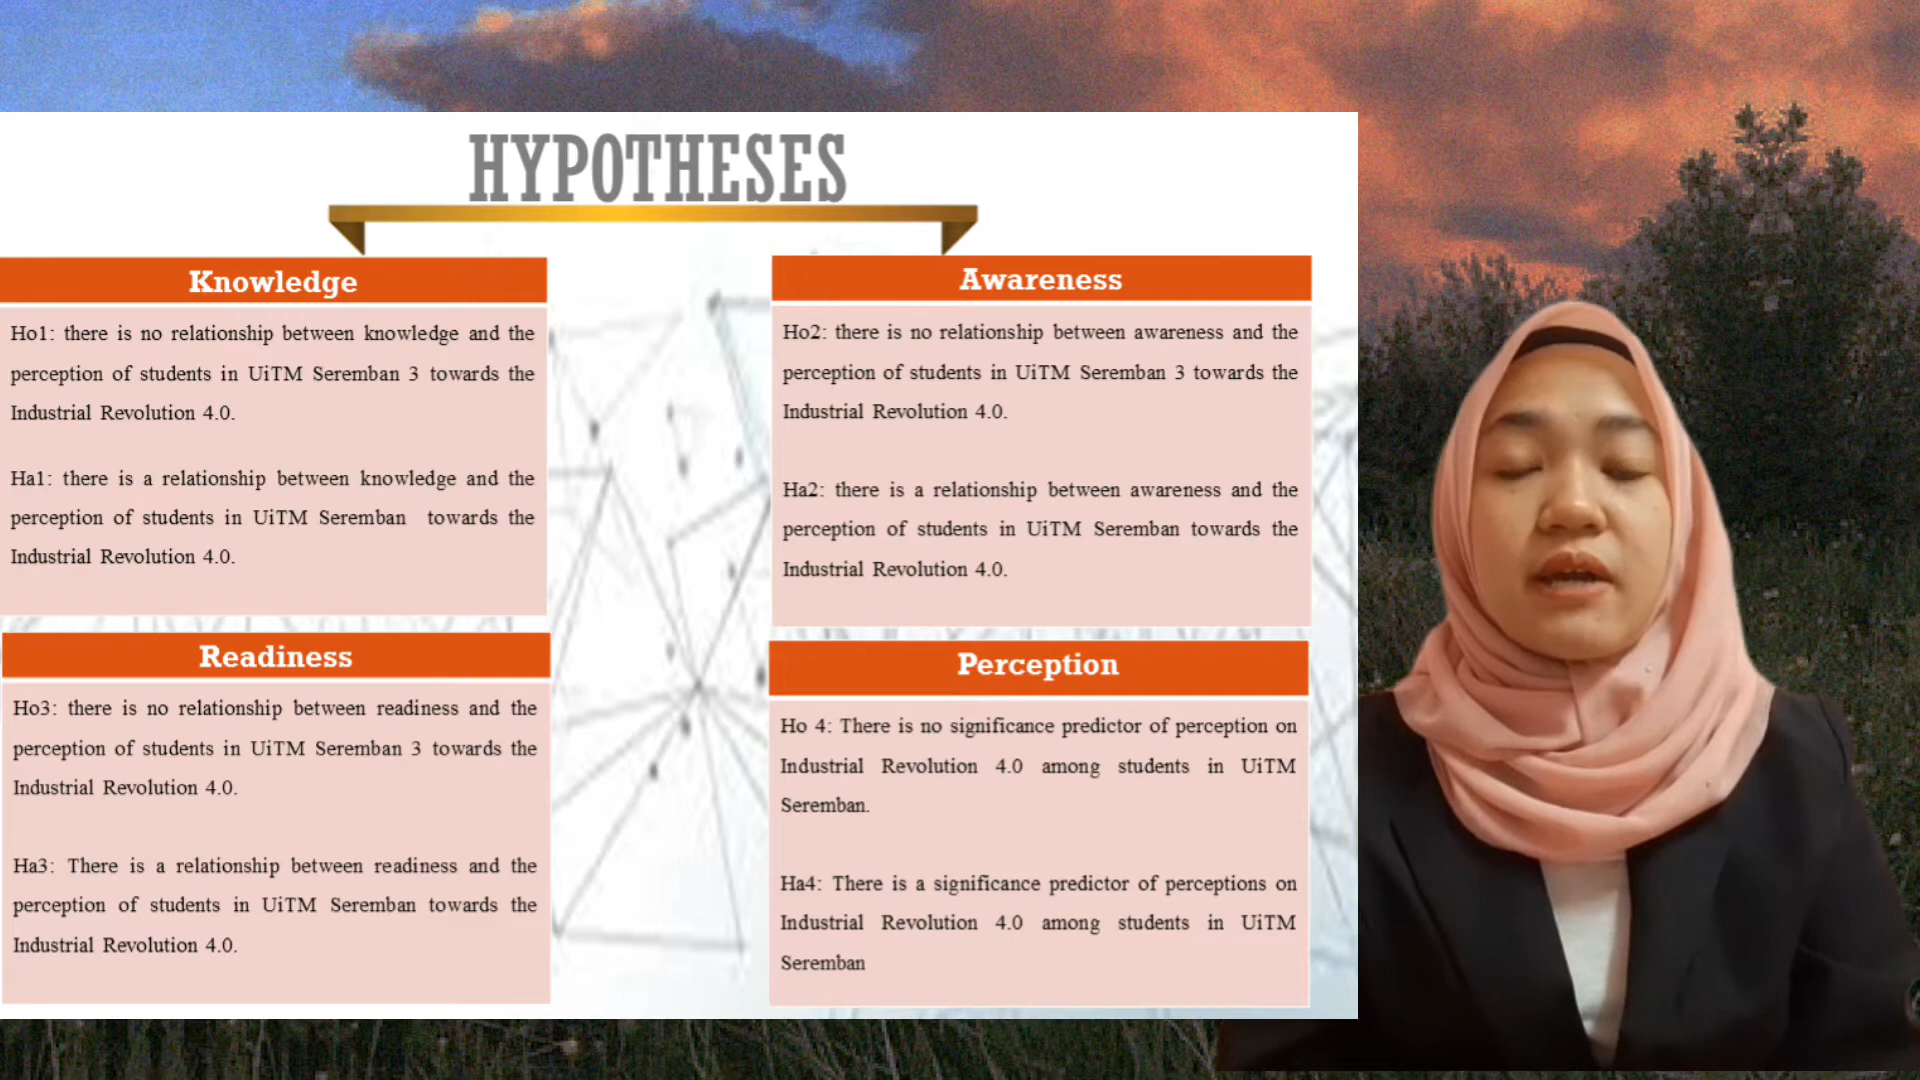 HYPOTHESES
Knowledge
Ho1: there is no relationship between knowledge and the
perception of students in UiTM Seremban 3 towards the
Industrial Revolution 4.0.
Ha1: there is a relationship between knowledge and the
perception of students in UiTM Seremban towards the
Industrial Revolution 4.0.
Awareness
Ho2: there is no relationship between awareness and the
perception of students in UiTM Seremban 3 towards the
Industrial Revolution 4.0.
Ha2: there is a relationship between awareness and the
perception of students in UiTM Seremban towards the
Industrial Revolution 4.0.
Readiness
Ho3: there is no relationship between readiness and the
perception of students in UiTM Seremban 3 towards the
Industrial Revolution 4.0.
Ha3: There is a relationship between readiness and the
perception of students in UiTM Seremban towards the
Industrial Revolution 4.0.
Perception
Ho 4: There is no significance predictor of perception on
Industrial Revolution 4.0 among students in UiTM
Seremban.
Ha4: There is a significance predictor of perceptions on
Industrial Revolution 4.0 among students in UiTM
Seremban